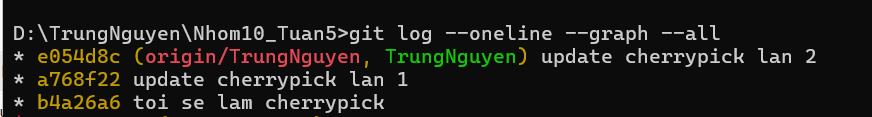 D:\TrungNguyen\Nhom10_Tuan5>git log --oneline --graph --all
* e054d8c (origin/TrungNguyen, TrungNguyen) update cherrypick lan 2
* a768f22 update cherrypick lan 1
* b4a26a6 toi se lam cherrypick